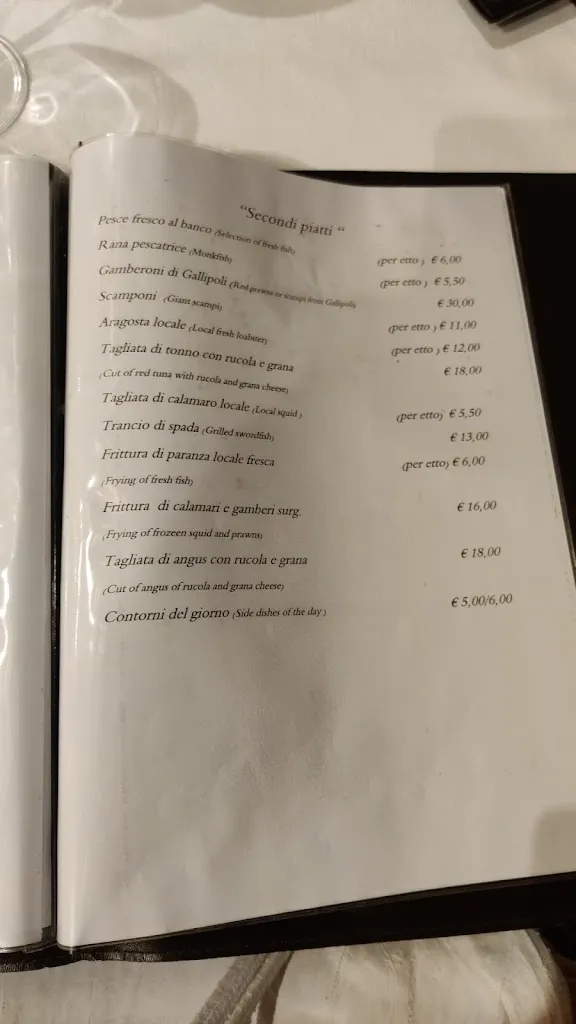 "Secondi piatti "
Pesce fresco al banco (Selection of fresh fish) (per etto ) € 6,00
Rana pescatrice (Monkfish) (per etto ) € 5,50
Gamberoni di Gallipoli (Red prawns or scampi from Gallipoli) € 30,00
Scamponi (Giant scampi) (per etto ) € 11,00
Aragosta locale (Local fresh loabster) (per etto ) € 12,00
Tagliata di tonno con rucola e grana € 18,00
(Cut of red tuna with rucola and grana cheese)
Tagliata di calamaro locale (Local squid ) (per etto) € 5,50
Trancio di spada (Grilled swordfish) € 13,00
Frittura di paranza locale fresca (per etto) € 6,00
(Frying of fresh fish)
Frittura di calamari e gamberi surg. € 16,00
(Frying of frozeen squid and prawns)
Tagliata di angus con rucola e grana € 18,00
(Cut of angus of rucola and grana cheese)
Contorni del giorno (Side dishes of the day ) € 5,00/6,00